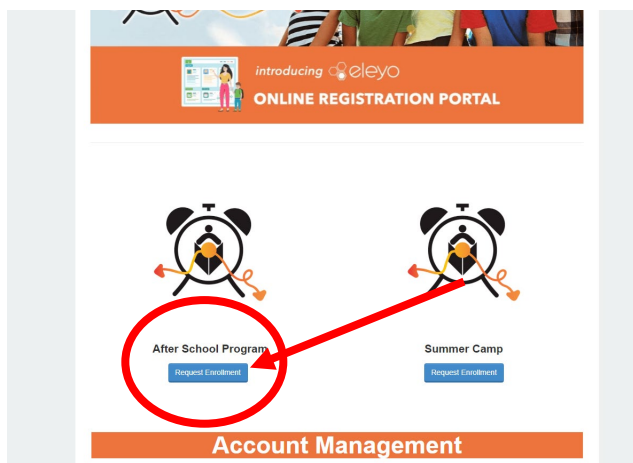 introducing eleyo
ONLINE REGISTRATION PORTAL
After School Program
Request Enrollment
Summer Camp
Request Enrollment
Account Management